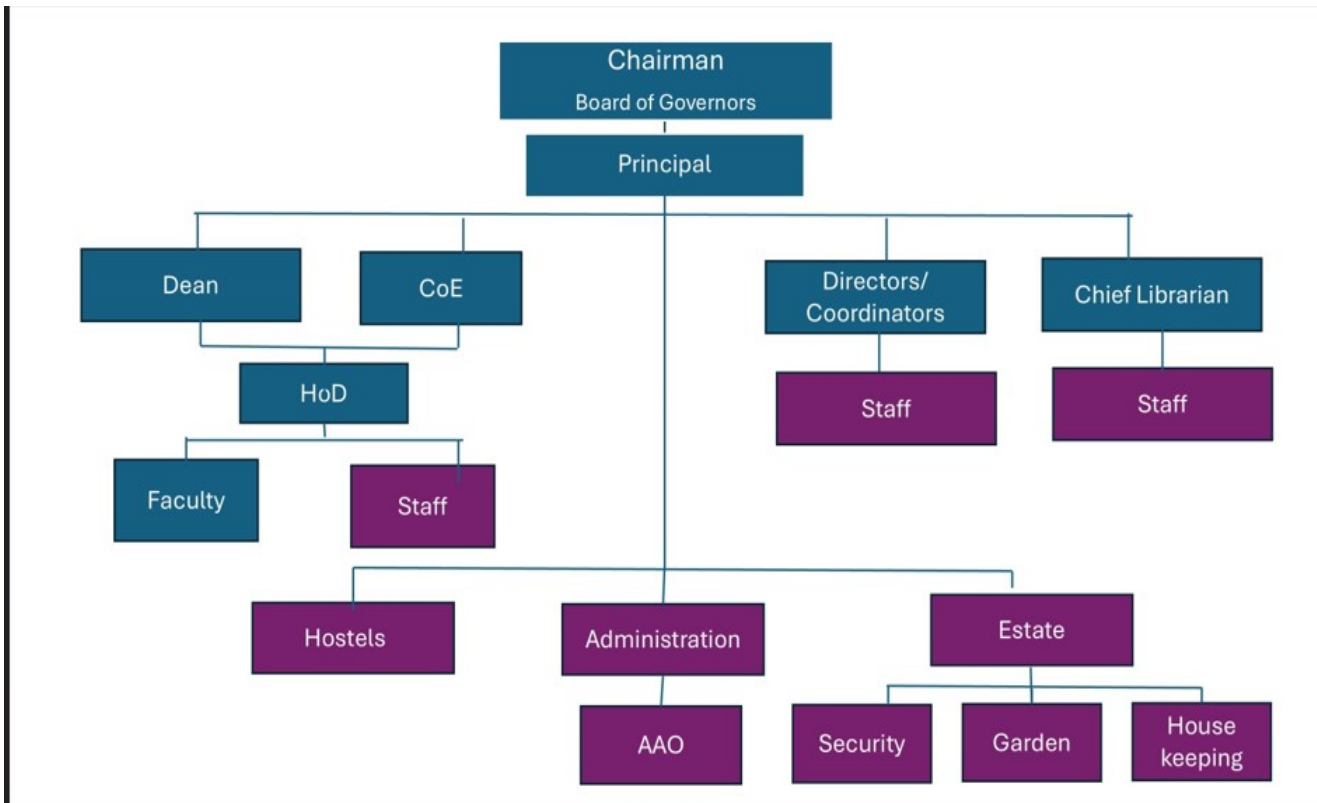 Chairman
Board of Governors
Principal
Dean
CoE
Directors/
Coordinators
Chief Librarian
HoD
Staff
Staff
Faculty
Staff
Hostels
Administration
Estate
AAO
Security
Garden
House
keeping